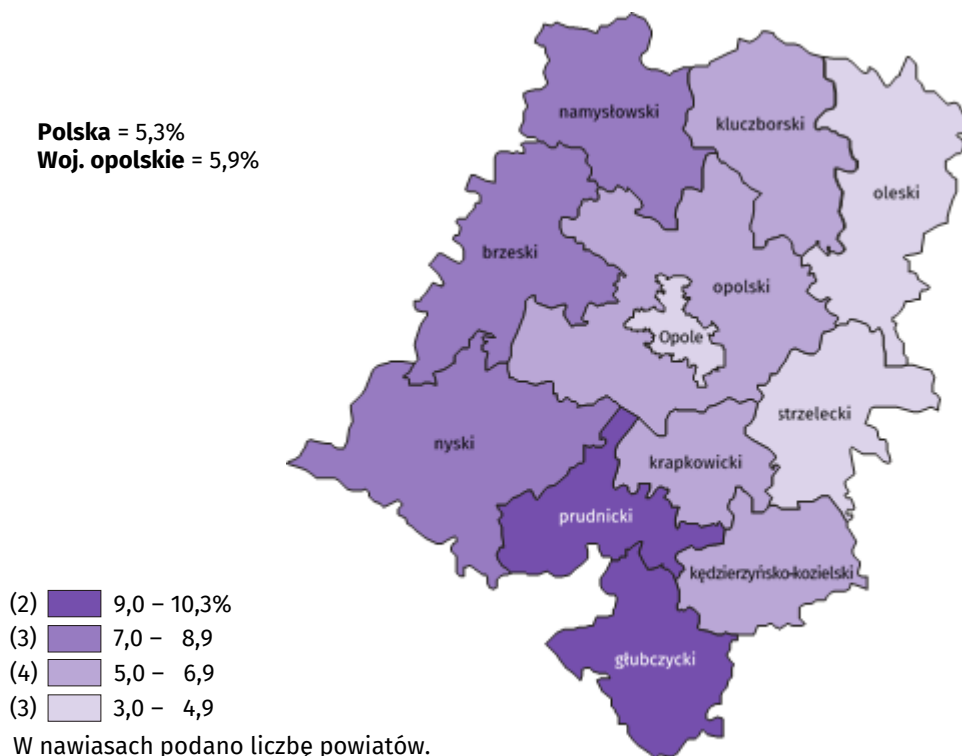 Polska = 5,3%
Woj. opolskie = 5,9%
namysłowski
kluczborski
oleski
brzeski
opolski
Opole
strzelecki
nyski
krapkowicki
prudnicki
kędzierzyńsko-kozielski
głubczycki
(2) 9,0 – 10,3%
(3) 7,0 – 8,9
(4) 5,0 – 6,9
(3) 3,0 – 4,9
W nawiasach podano liczbę powiatów.